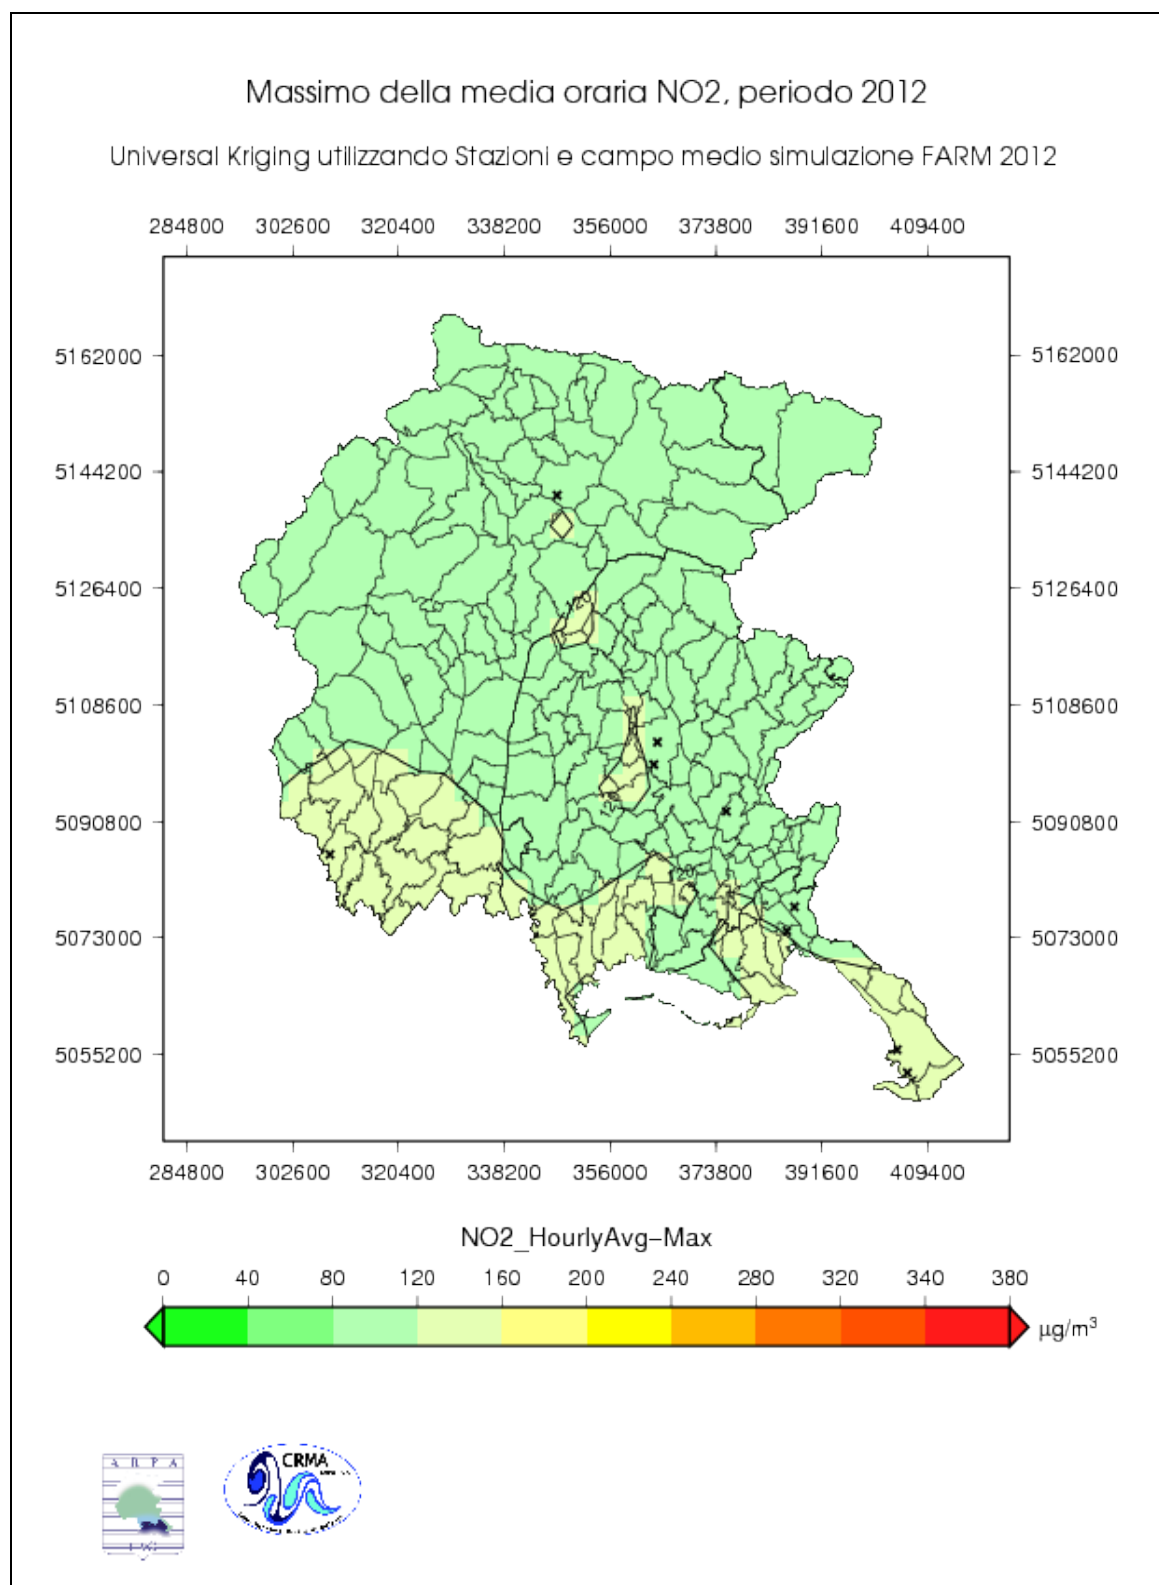 Massimo della media oraria NO2, periodo 2012
Universal Kriging utilizzando Stazioni e campo medio simulazione FARM 2012
284800 302600 320400 338200 356000 373800 391600 409400
5162000 5162000
5144200 5144200
5126400 5126400
5108600 5108600
5090800 5090800
5073000 5073000
5055200 5055200
284800 302600 320400 338200 356000 373800 391600 409400
NO2_HourlyAvg-Max
0 40 80 120 160 200 240 280 320 340 380
µg/m³
A R P A
CRMA